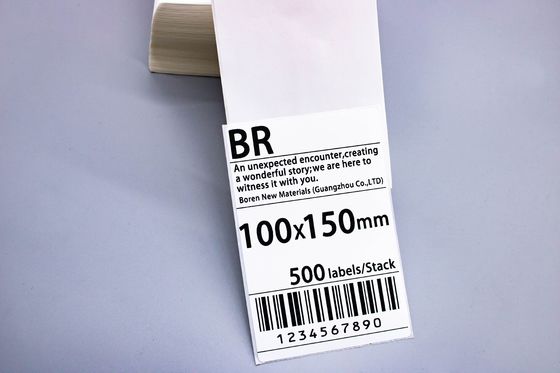 BR
An unexpected encounter,creating
a wonderful story;we are here to
witness it with you.
Boren New Materials (Guangzhou Co.,LTD)
100x150mm
500 labels/Stack
1234567890